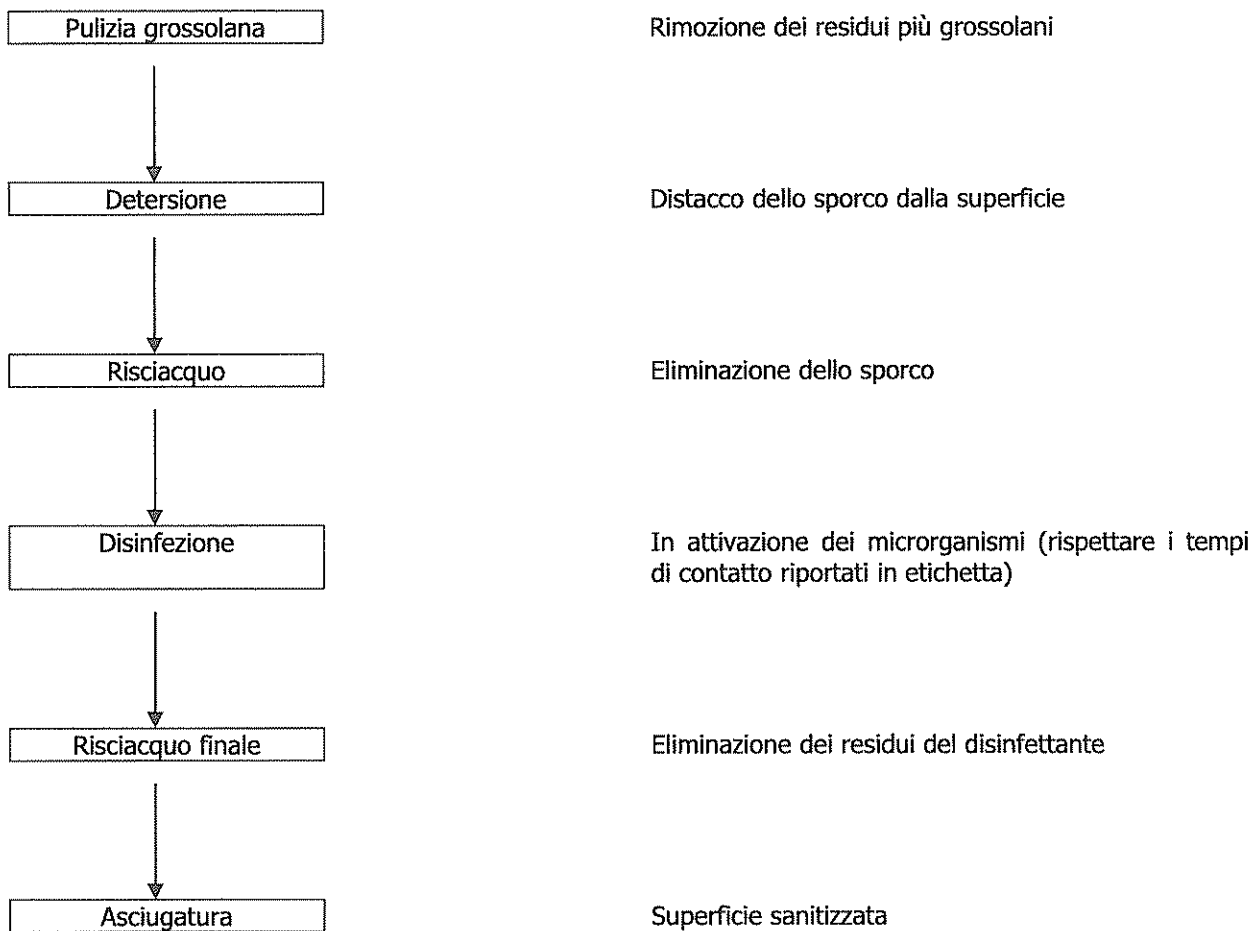 Pulizia grossolana
Rimozione dei residui più grossolani
Detersione
Distacco dello sporco dalla superficie
Risciacquo
Eliminazione dello sporco
Disinfezione
In attivazione dei microrganismi (rispettare i tempi
di contatto riportati in etichetta)
Risciacquo finale
Eliminazione dei residui del disinfettante
Asciugatura
Superficie sanitizzata